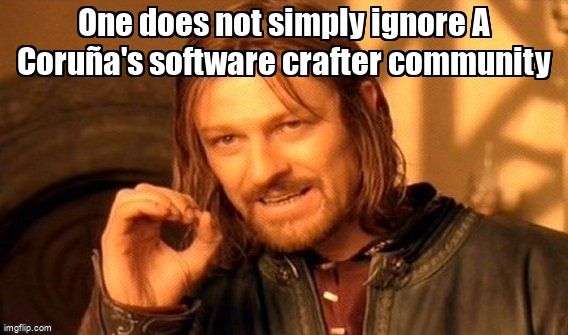 One does not simply ignore A
Coruña's software crafter community
imgflip.com